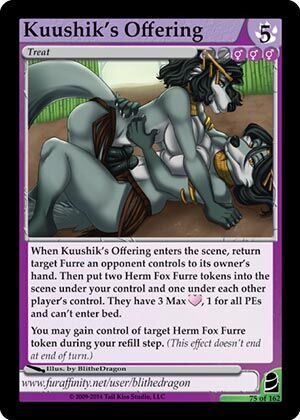 Kuushik's Offering
5
Treat
When Kuushik's Offering enters the scene, return
target Furre an opponent controls to its owner's
hand. Then put two Herm Fox Furre tokens into the
scene under your control and one under each other
player's control. They have 3 Max , 1 for all PEs
and can't enter bed.
You may gain control of target Herm Fox Furre
token during your refill step. (This effect doesn't end
at end of turn.)
Illus. by BlitheDragon
www.furaffinity.net/user/blithedragon
© 2009-2014 Tail Kiss Studio, LLC
75 of 162